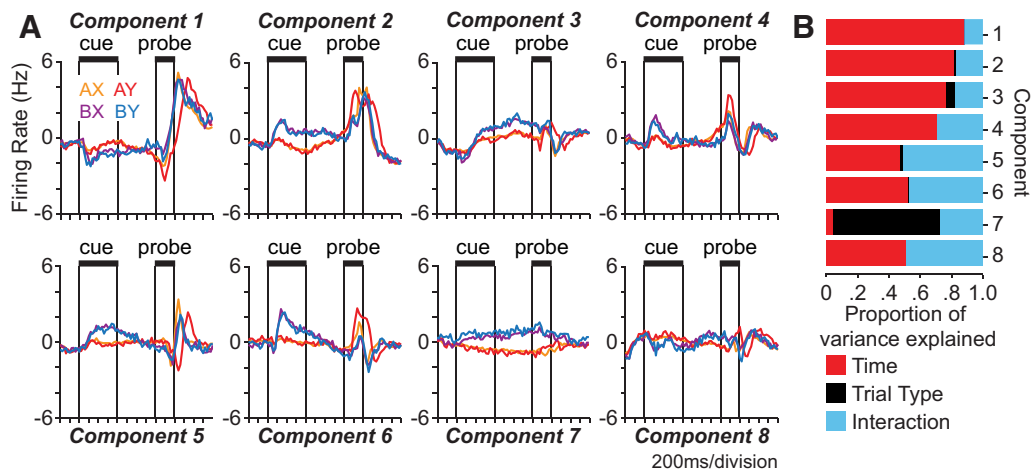 A
Component 1 Component 2 Component 3 Component 4
B
cue probe cue probe cue probe cue probe
Firing Rate (Hz)
6
0
-6
AX AY
BX BY
6
0
-6
6
0
-6
6
0
-6
cue probe cue probe cue probe cue probe
6
0
-6
6
0
-6
6
0
-6
6
0
-6
Component 5 Component 6 Component 7 Component 8
200ms/division
1
2
3
4
5
6
7
8
Component
0 .2 .4 .6 .8 1.0
Proportion of
variance explained
Time
Trial Type
Interaction